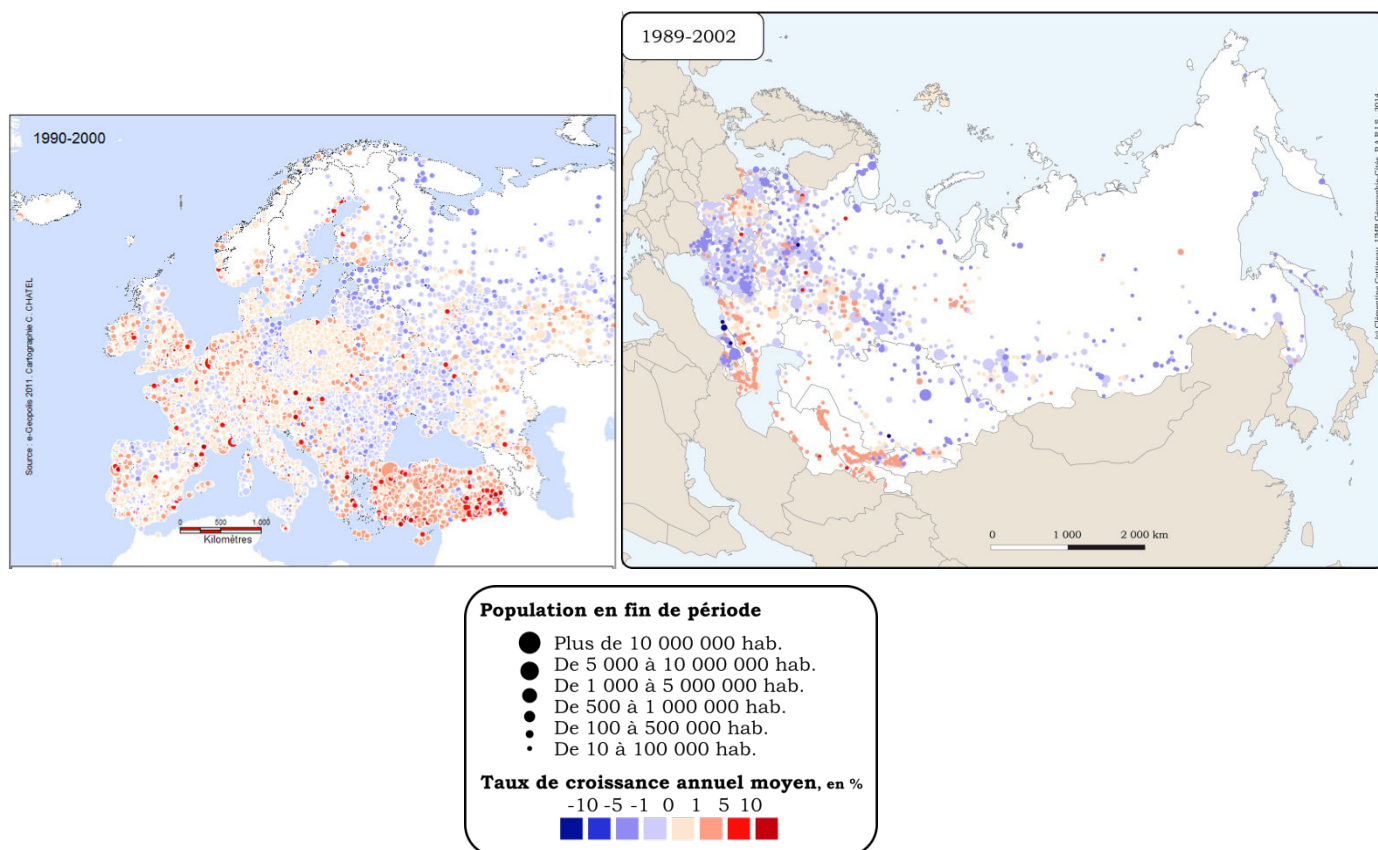 1990-2000
Source : e-Geopolis 2011; Cartographie C. CHATEL
0 500 1 000
Kilomètres
1989-2002
0 1 000 2 000 km
Population en fin de période
Plus de 10 000 000 hab.
De 5 000 à 10 000 000 hab.
De 1 000 à 5 000 000 hab.
De 500 à 1 000 000 hab.
De 100 à 500 000 hab.
De 10 à 100 000 hab.
Taux de croissance annuel moyen, en %
-10 -5 -1 0 1 5 10